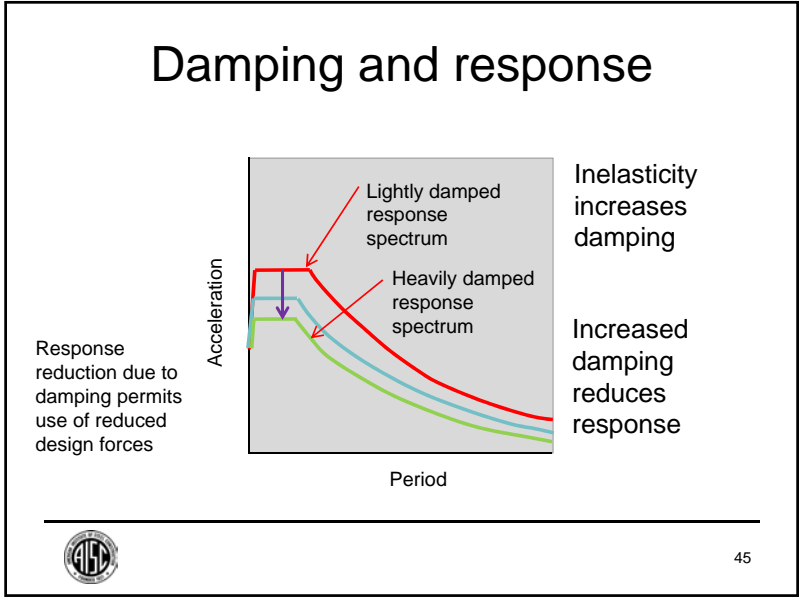 Damping and response
Lightly damped
response
spectrum
Heavily damped
response
spectrum
Acceleration
Period
Response
reduction due to
damping permits
use of reduced
design forces
Inelasticity
increases
damping
Increased
damping
reduces
response
AISC
45